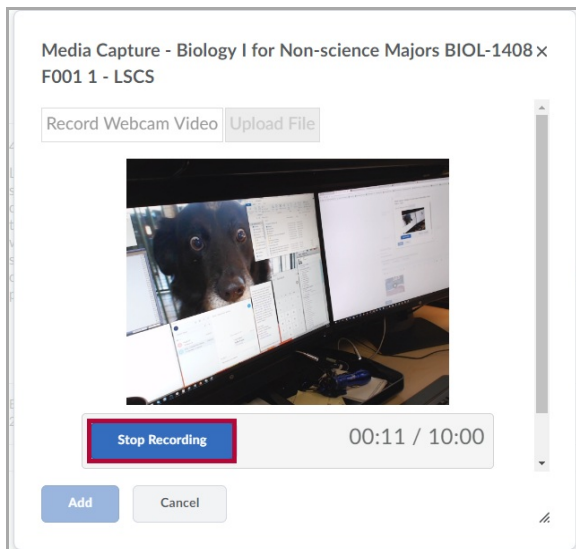 Media Capture - Biology I for Non-science Majors BIOL-1408 ×
F001 1 - LSCS
Record Webcam Video Upload File
Stop Recording 00:11 / 10:00
Add Cancel